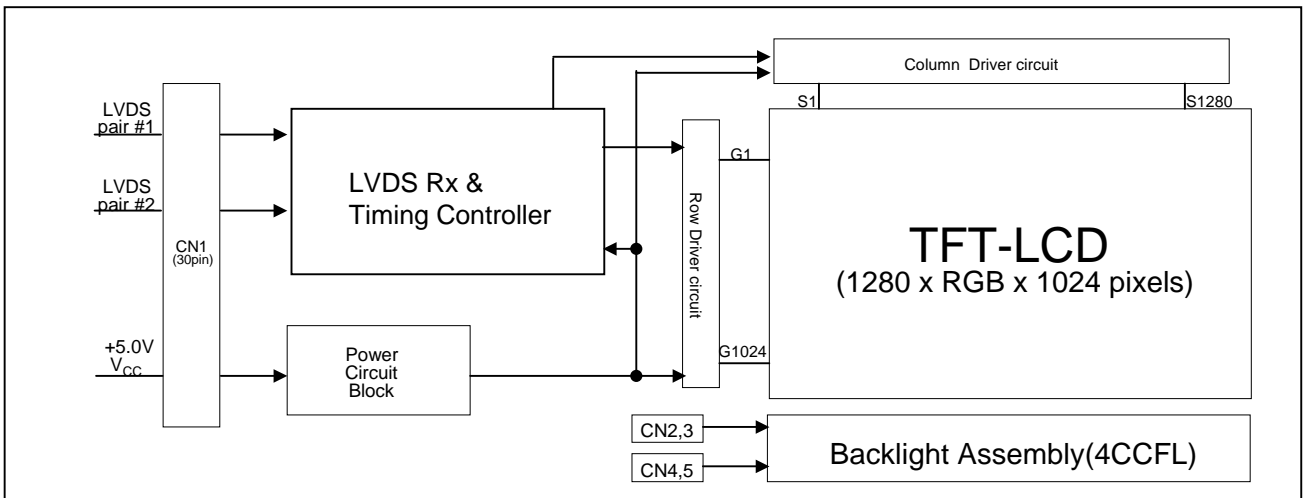 Column  Driver circuit
S1
S1280
LVDS
pair #1
LVDS
pair #2
CN1
(30pin)
LVDS Rx &
Timing Controller
Row Driver circuit
G1
G1024
TFT-LCD
(1280 x RGB x 1024 pixels)
+5.0V
VCC
Power
Circuit
Block
CN2,3
CN4,5
Backlight Assembly(4CCFL)